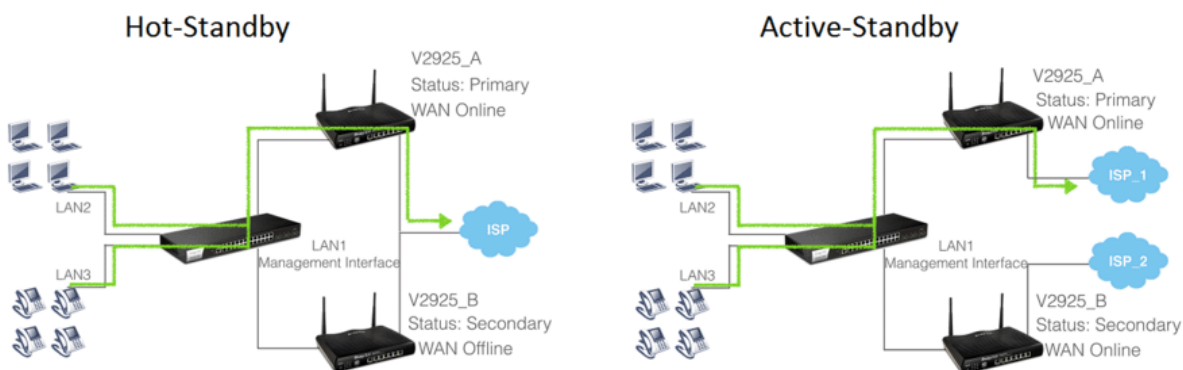 Hot-Standby
V2925_A
Status: Primary
WAN Online
LAN2
LAN3
LAN1
Management Interface
ISP
V2925_B
Status: Secondary
WAN Offline
Active-Standby
V2925_A
Status: Primary
WAN Online
ISP_1
LAN2
LAN3
LAN1
Management Interface
ISP_2
V2925_B
Status: Secondary
WAN Online